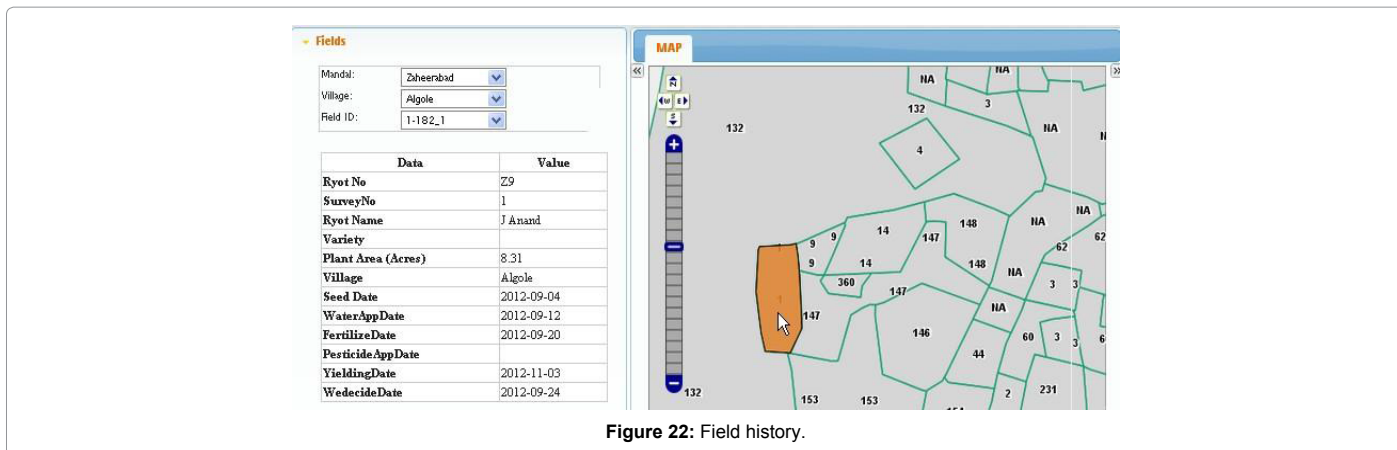 Fields
Mandal: Zaheerabad
Village: Algole
Field ID: 1-182_1
Data Value
Ryot No Z9
SurveyNo 1
Ryot Name J Anand
Variety
Plant Area (Acres) 8.31
Village Algole
Seed Date 2012-09-04
WaterAppDate 2012-09-12
FertilizeDate 2012-09-20
PesticideAppDate
YieldingDate 2012-11-03
WedecideDate 2012-09-24
MAP
N
W E
S
NA NA
132 3
132 NA
4
NA NA
148
14 147 62 62
9 9
9 14 148 NA
360 3 3
147
1
1
147 NA
146 60 3 3 6
44
132 153 153 2 231
Figure 22: Field history.